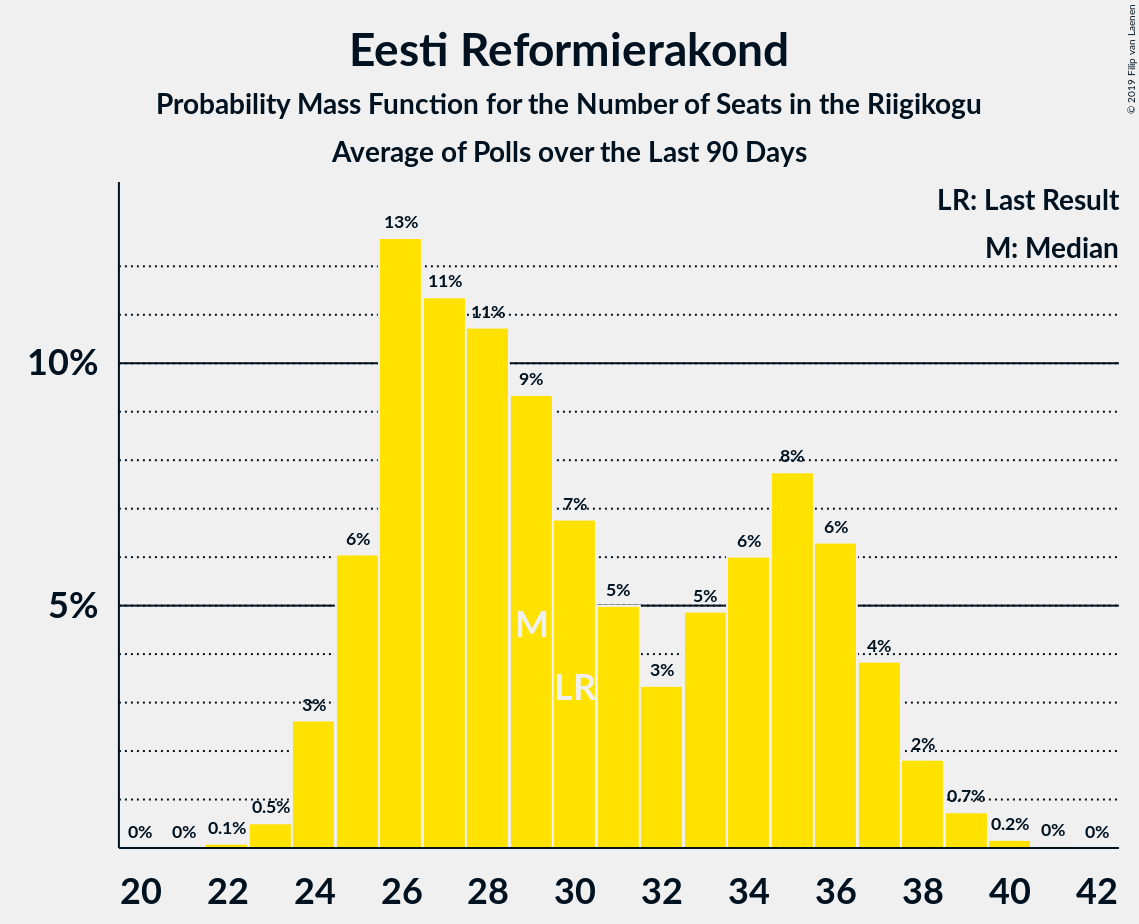 Eesti Reformierakond
Probability Mass Function for the Number of Seats in the Riigikogu
Average of Polls over the Last 90 Days
© 2019 Filip van Laenen
LR: Last Result
M: Median
13%
11%
11%
10%
9%
8%
7%
6%
6%
6%
5%
5%
5%
M
4%
3%
LR
3%
2%
0.7%
0.5%
0.2%
0.1%
0%
0%
0%
0%
20 22 24 26 28 30 32 34 36 38 40 42